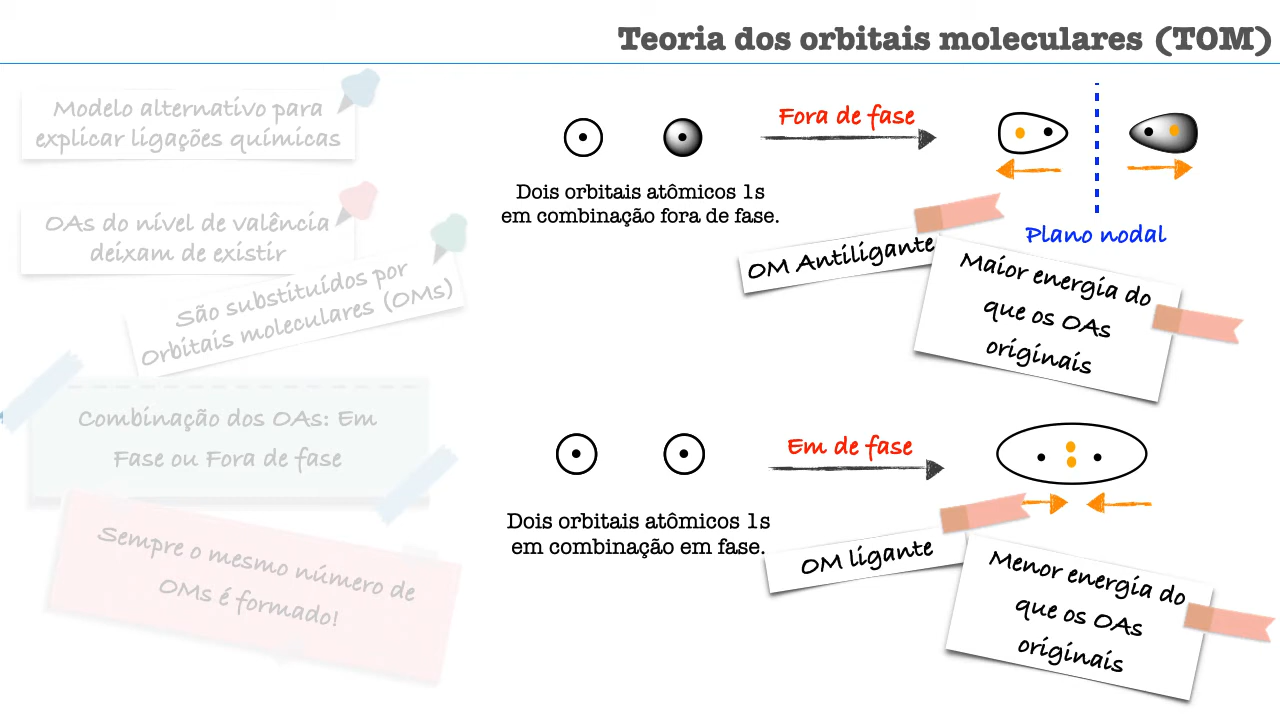 Teoria dos orbitais moleculares (TOM)
Modelo alternativo para
explicar ligações químicas
OAs do nível de valência
deixam de existir
São substituídos por
Orbitais moleculares (OMs)
Combinação dos OAs: Em
Fase ou Fora de fase
Sempre o mesmo número de
OMs é formado!
Fora de fase
Dois orbitais atômicos 1s
em combinação fora de fase.
Plano nodal
OM Antiligante
Maior energia do
que os OAs
originais
Em de fase
Dois orbitais atômicos 1s
em combinação em fase.
OM ligante
Menor energia do
que os OAs
originais